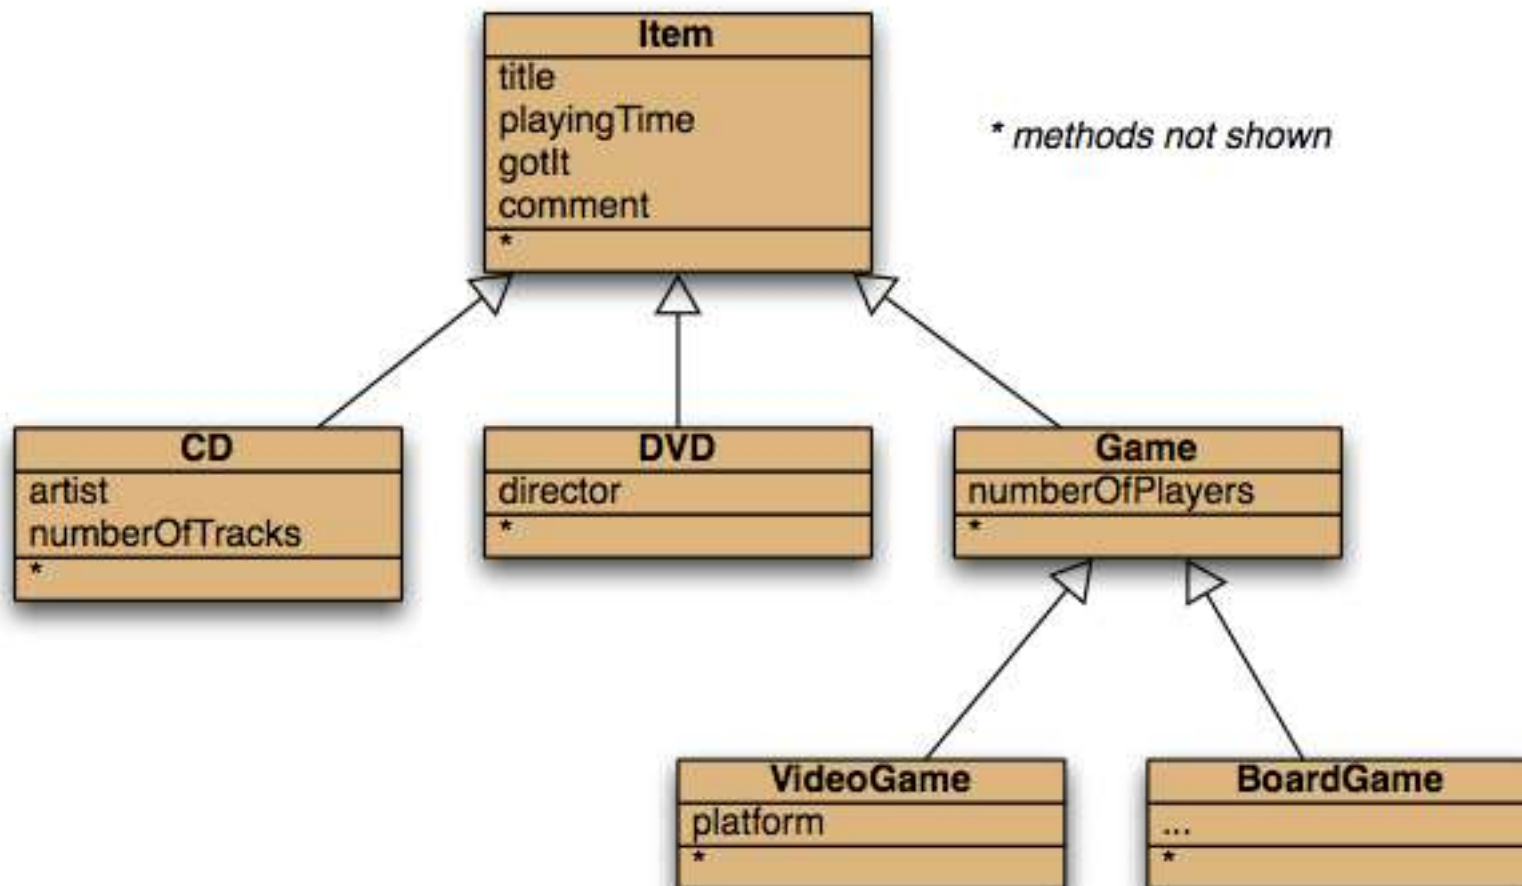 Item
title
playingTime
gotIt
comment
*
* methods not shown
CD
artist
numberOfTracks
*
DVD
director
*
Game
numberOfPlayers
*
VideoGame
platform
*
BoardGame
...
*